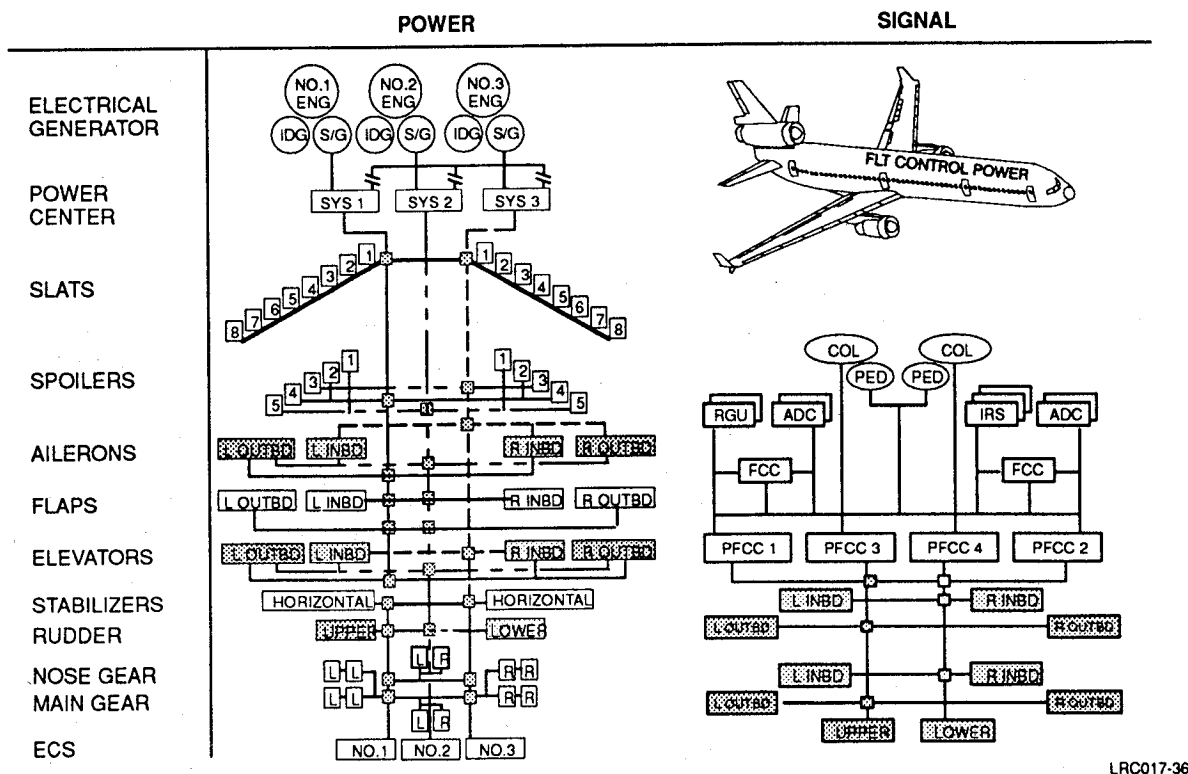 POWER
SIGNAL
ELECTRICAL
GENERATOR
NO.1
ENG
NO.2
ENG
NO.3
ENG
IDG S/G IDG S/G IDG S/G
POWER
CENTER
SYS 1 SYS 2 SYS 3
SLATS
8 7 6 5 4 3 2 1
1 2 3 4 5 6 7 8
SPOILERS
5 4 3 2 1
1 2 3 4 5
AILERONS
L OUTBD L INBD R INBD R OUTBD
FLAPS
L OUTBD L INBD R INBD R OUTBD
ELEVATORS
L OUTBD L INBD R INBD R OUTBD
STABILIZERS
HORIZONTAL HORIZONTAL
RUDDER
UPPER LOWER
NOSE GEAR
L L L R R R
MAIN GEAR
L L L R R R
ECS
NO.1 NO.2 NO.3
FLT CONTROL POWER
COL COL
PED PED
RGU ADC IRS ADC
FCC FCC
PFCC 1 PFCC 3 PFCC 4 PFCC 2
L INBD R INBD
L OUTBD R OUTBD
L INBD R INBD
L OUTBD R OUTBD
UPPER LOWER
LRC017-36